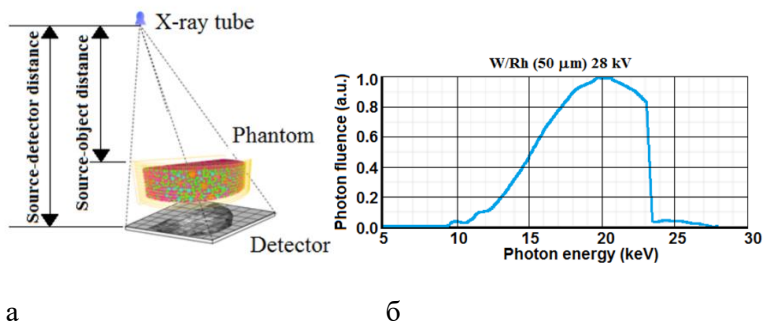 X-ray tube
Source-detector distance
Source-object distance
Phantom
Detector
W/Rh (50 μm) 28 kV
Photon fluence (a.u.)
1.0
0.8
0.6
0.4
0.2
0.0
5 10 15 20 25 30
Photon energy (keV)
а б